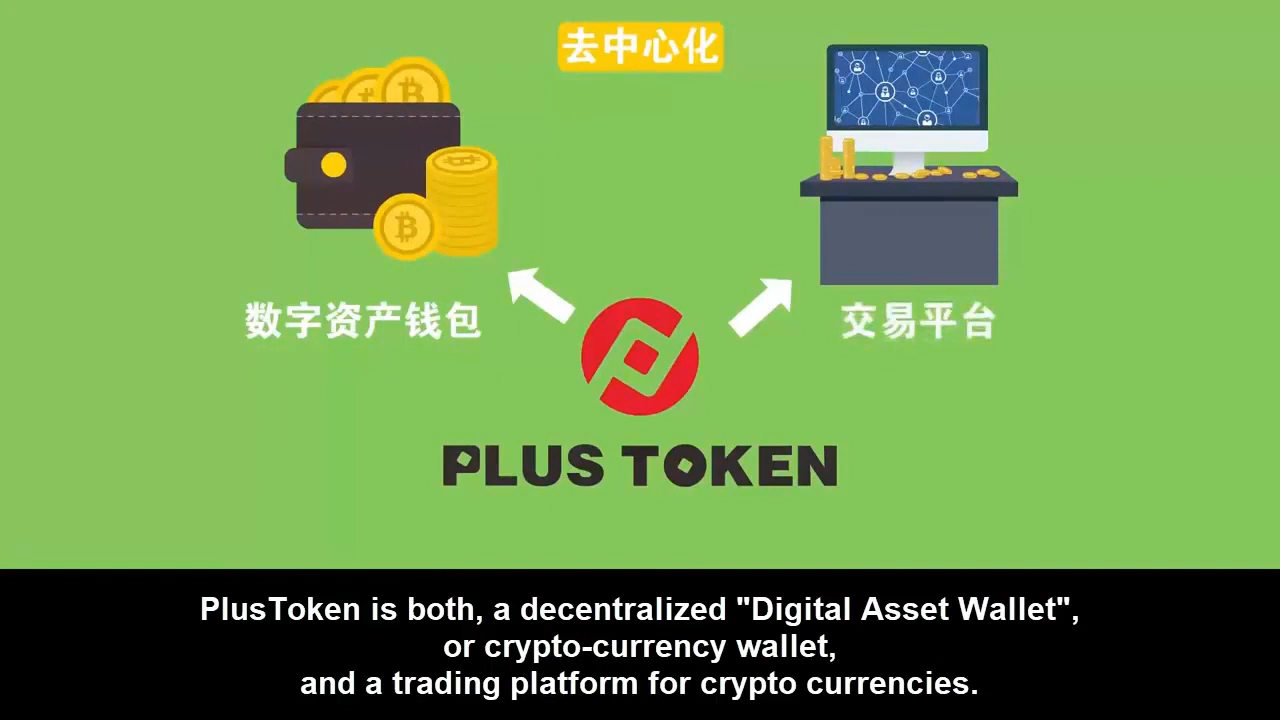 去中心化
数字资产钱包
交易平台
PLUS TOKEN
PlusToken is both, a decentralized "Digital Asset Wallet",
or crypto-currency wallet,
and a trading platform for crypto currencies.